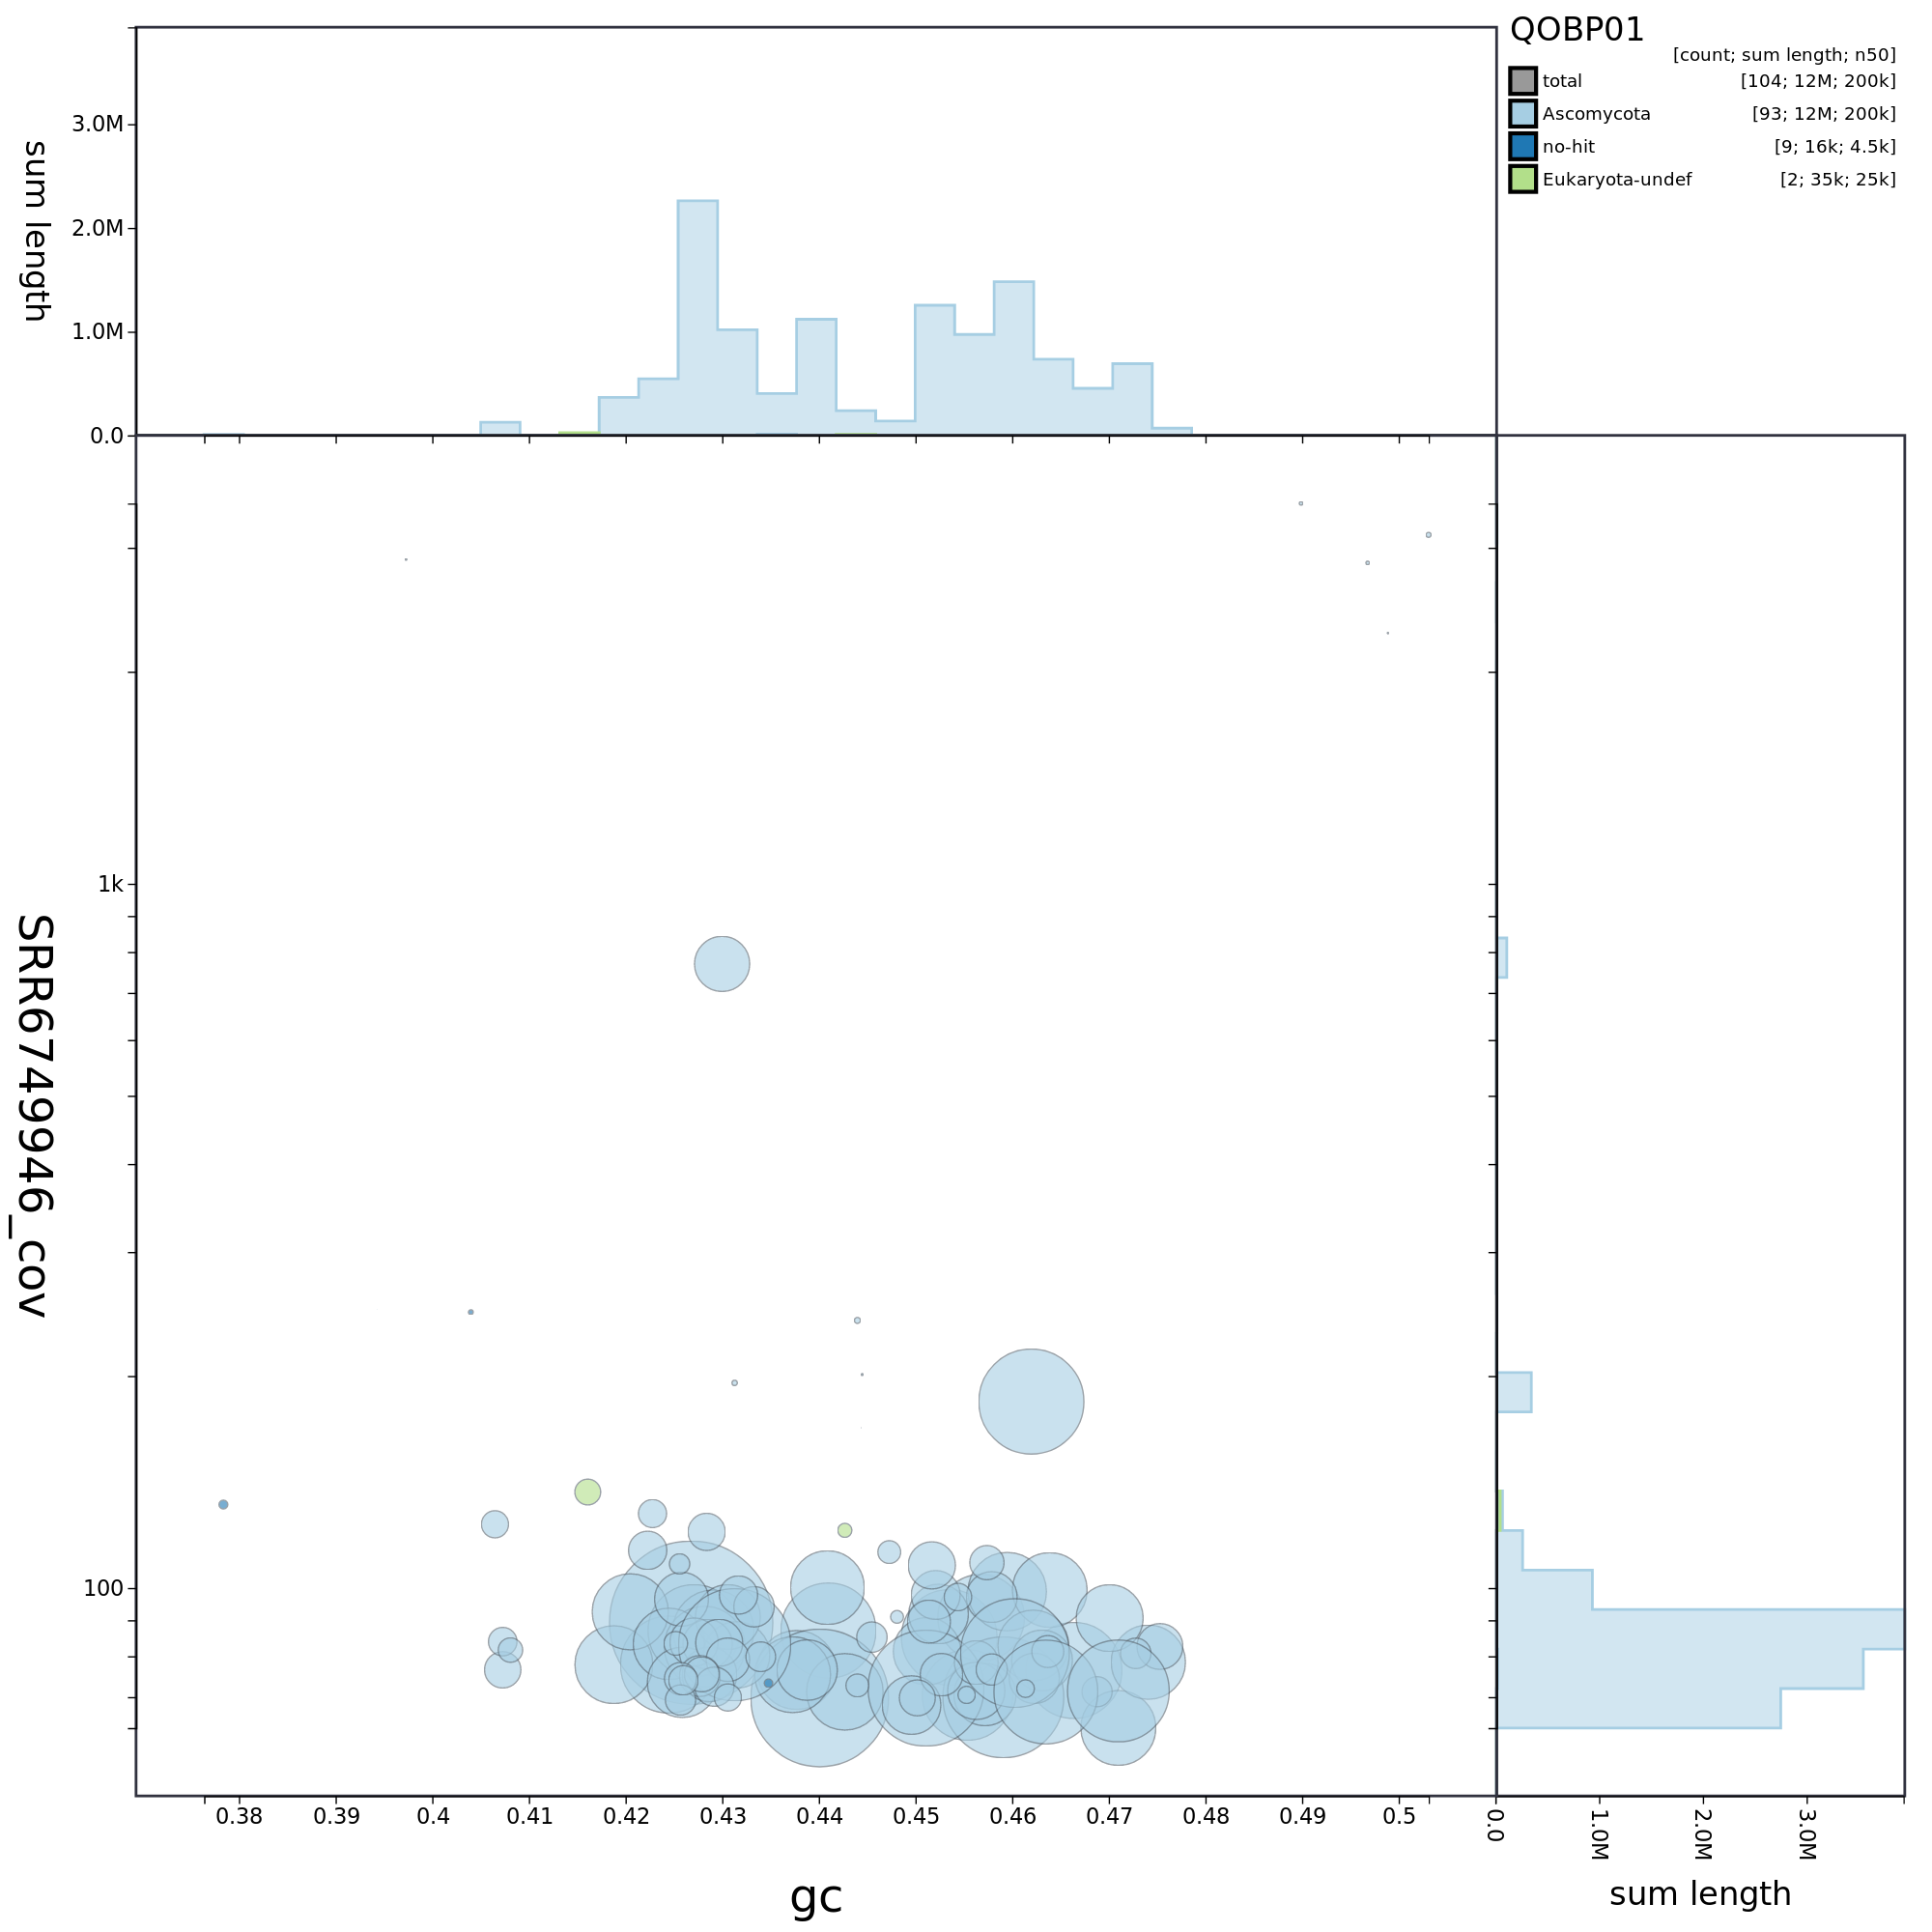 QOBP01
[count; sum length; n50]
total [104; 12M; 200k]
Ascomycota [93; 12M; 200k]
no-hit [9; 16k; 4.5k]
Eukaryota-undef [2; 35k; 25k]
sum length
3.0M
2.0M
1.0M
0.0
SRR6749946_cov
1k
100
0.38 0.39 0.4 0.41 0.42 0.43 0.44 0.45 0.46 0.47 0.48 0.49 0.5
gc
0.0 1.0M 2.0M 3.0M
sum length